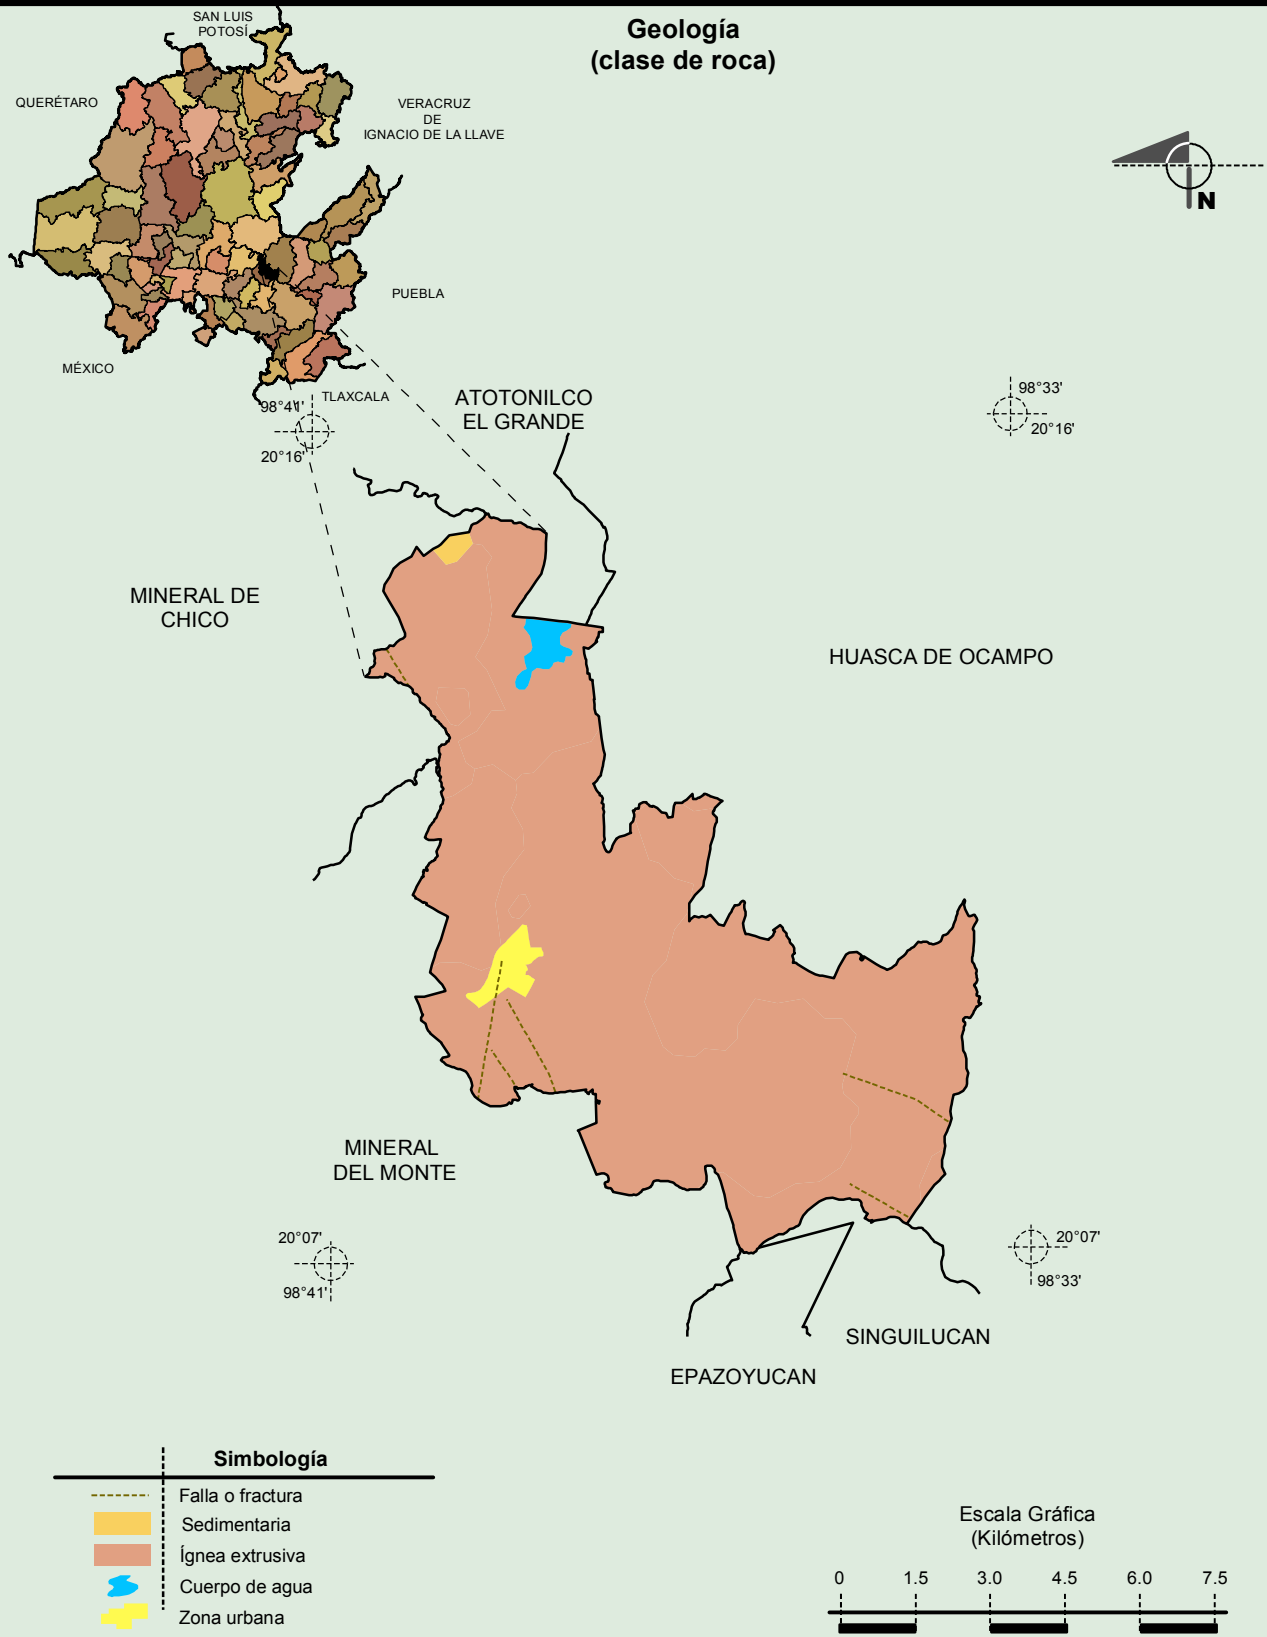 Geología
(clase de roca)
SAN LUIS
POTOSÍ
QUERÉTARO
VERACRUZ
DE
IGNACIO DE LA LLAVE
N
PUEBLA
MÉXICO
TLAXCALA
98°41'
20°16'
98°33'
20°16'
ATOTONILCO
EL GRANDE
MINERAL DE
CHICO
HUASCA DE OCAMPO
MINERAL
DEL MONTE
20°07'
98°41'
20°07'
98°33'
SINGUILUCAN
EPAZOYUCAN
Simbología
Falla o fractura
Sedimentaria
Ígnea extrusiva
Cuerpo de agua
Zona urbana
Escala Gráfica
(Kilómetros)
0 1.5 3.0 4.5 6.0 7.5